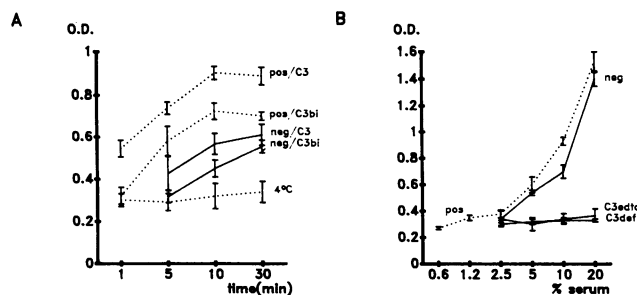 A
O.D.
1
0.8
0.6
0.4
0.2
0
pos/C3
pos/C3bi
neg/C3
neg/C3bi
4°C
1 5 10 30
time(min)
B
O.D.
1.6
1.4
1.2
1
0.8
0.6
0.4
0.2
0
neg
pos
C3edta
C3def
0.6 1.2 2.5 5 10 20
% serum